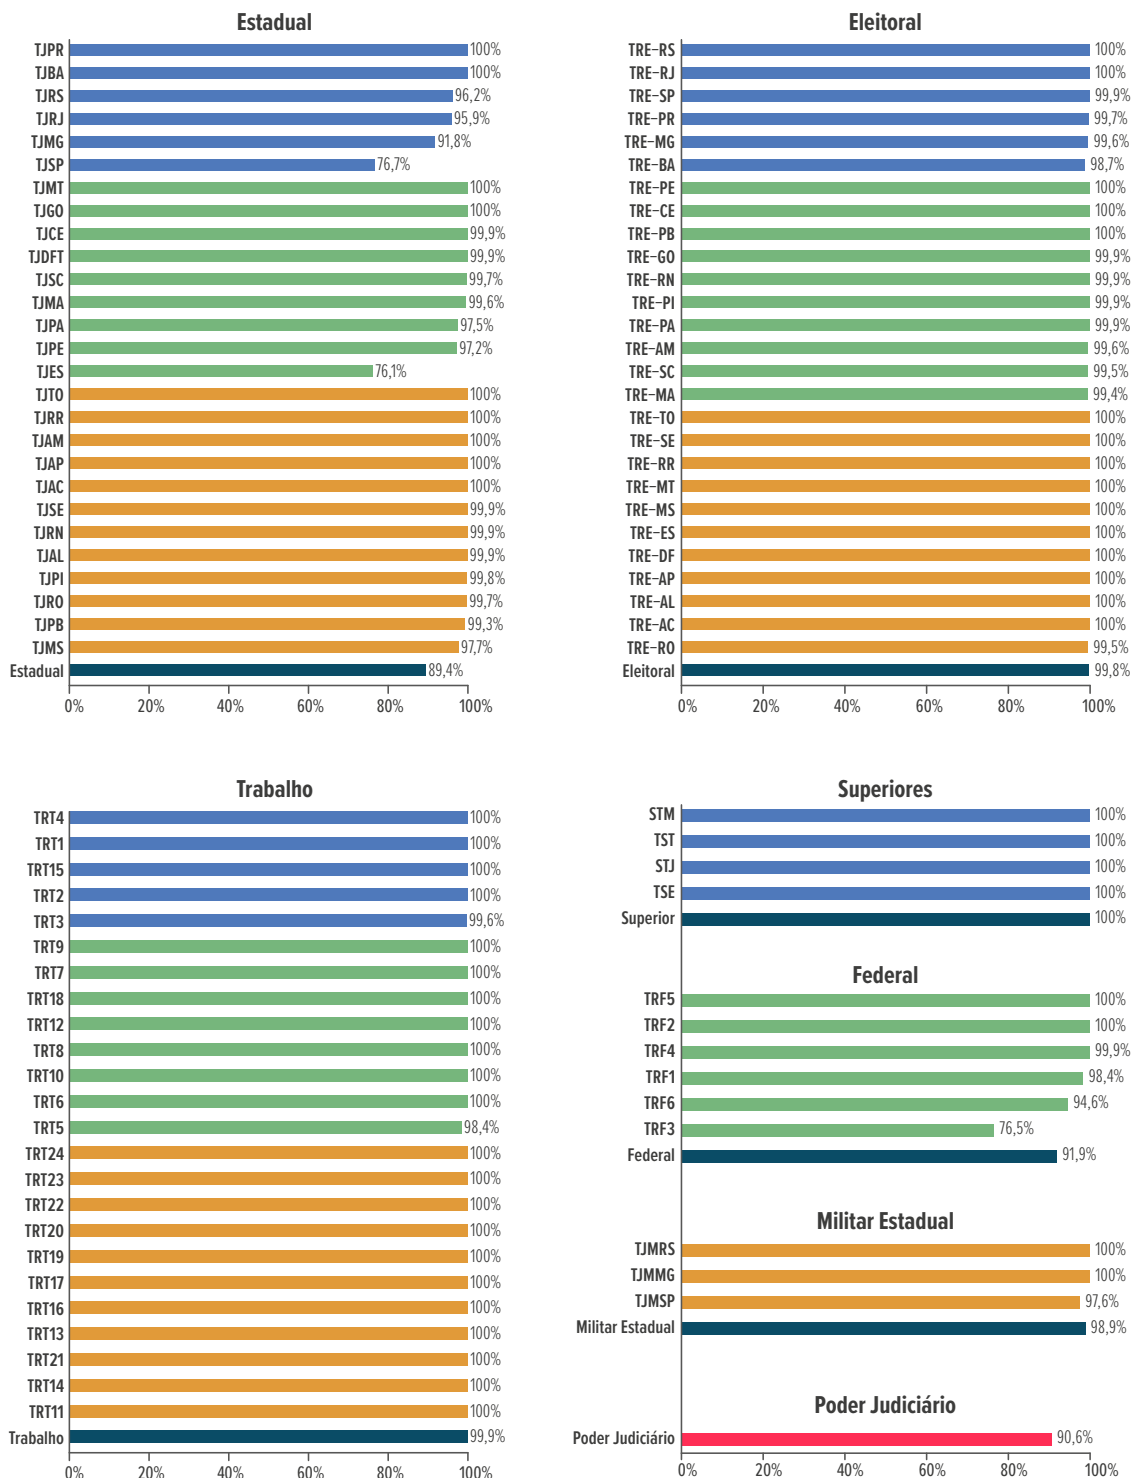 Estadual
TJPR 100%
TJBA 100%
TJRS 96,2%
TJRJ 95,9%
TJMG 91,8%
TJSP 76,7%
TJMT 100%
TJGO 100%
TJCE 99,9%
TJDFT 99,9%
TJSC 99,7%
TJMA 99,6%
TJPA 97,5%
TJPE 97,2%
TJES 76,1%
TJTO 100%
TJRR 100%
TJAM 100%
TJAP 100%
TJAC 100%
TJSE 99,9%
TJRN 99,9%
TJAL 99,9%
TJPI 99,8%
TJRO 99,7%
TJPB 99,3%
TJMS 97,7%
Estadual 89,4%
0% 20% 40% 60% 80% 100%
Eleitoral
TRE-RS 100%
TRE-RJ 100%
TRE-SP 99,9%
TRE-PR 99,7%
TRE-MG 99,6%
TRE-BA 98,7%
TRE-PE 100%
TRE-CE 100%
TRE-PB 100%
TRE-GO 99,9%
TRE-RN 99,9%
TRE-PI 99,9%
TRE-PA 99,9%
TRE-AM 99,6%
TRE-SC 99,5%
TRE-MA 99,4%
TRE-TO 100%
TRE-SE 100%
TRE-RR 100%
TRE-MT 100%
TRE-MS 100%
TRE-ES 100%
TRE-DF 100%
TRE-AP 100%
TRE-AL 100%
TRE-AC 100%
TRE-RO 99,5%
Eleitoral 99,8%
0% 20% 40% 60% 80% 100%
Trabalho
TRT4 100%
TRT1 100%
TRT15 100%
TRT2 100%
TRT3 99,6%
TRT9 100%
TRT7 100%
TRT18 100%
TRT12 100%
TRT8 100%
TRT10 100%
TRT6 100%
TRT5 98,4%
TRT24 100%
TRT23 100%
TRT22 100%
TRT20 100%
TRT19 100%
TRT17 100%
TRT16 100%
TRT13 100%
TRT21 100%
TRT14 100%
TRT11 100%
Trabalho 99,9%
0% 20% 40% 60% 80% 100%
Superiores
STM 100%
TST 100%
STJ 100%
TSE 100%
Superior 100%
Federal
TRF5 100%
TRF2 100%
TRF4 99,9%
TRF1 98,4%
TRF6 94,6%
TRF3 76,5%
Federal 91,9%
Militar Estadual
TJMRS 100%
TJMMG 100%
TJMSP 97,6%
Militar Estadual 98,9%
Poder Judiciário
Poder Judiciário 90,6%
0% 20% 40% 60% 80% 100%